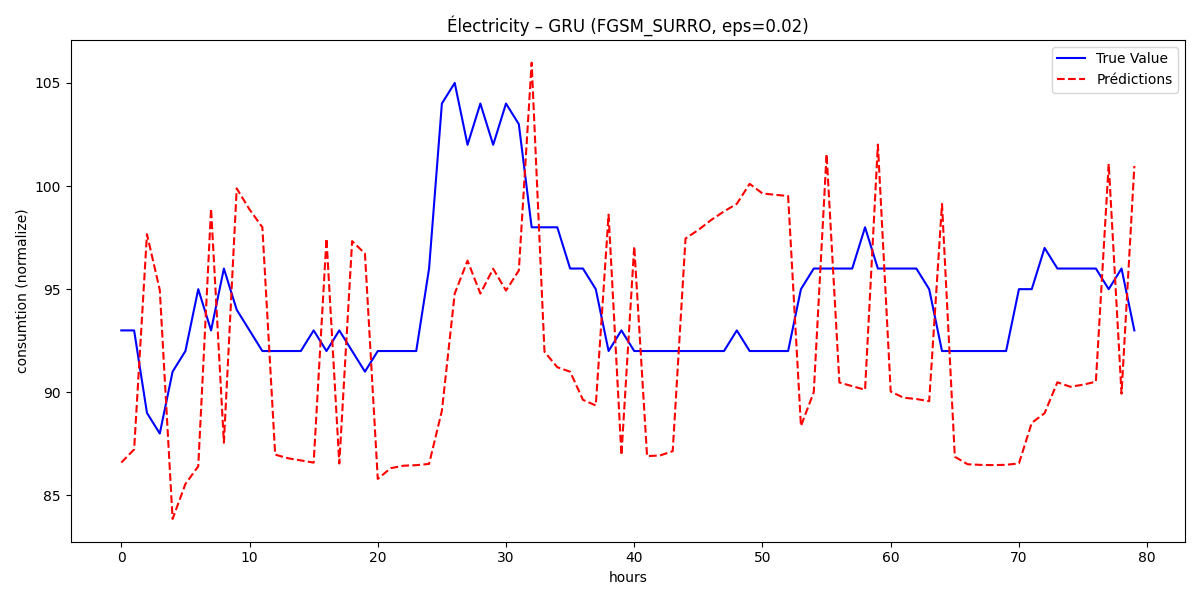 Électricity – GRU (FGSM_SURRO, eps=0.02)
True Value
Prédictions
consumtion (normalize)
105
100
95
90
85
0 10 20 30 40 50 60 70 80
hours